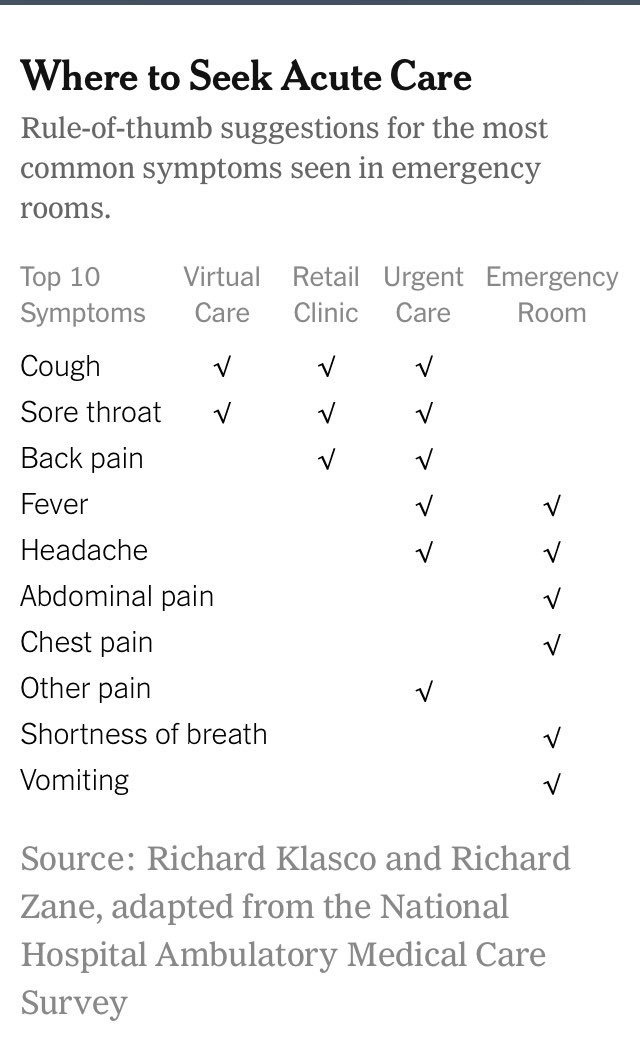 Where to Seek Acute Care
Rule-of-thumb suggestions for the most
common symptoms seen in emergency
rooms.
Top 10 Symptoms Virtual Care Retail Clinic Urgent Care Emergency Room
Cough √ √ √
Sore throat √ √ √
Back pain √ √
Fever √ √
Headache √ √
Abdominal pain √
Chest pain √
Other pain √
Shortness of breath √
Vomiting √
Source: Richard Klasco and Richard
Zane, adapted from the National
Hospital Ambulatory Medical Care
Survey